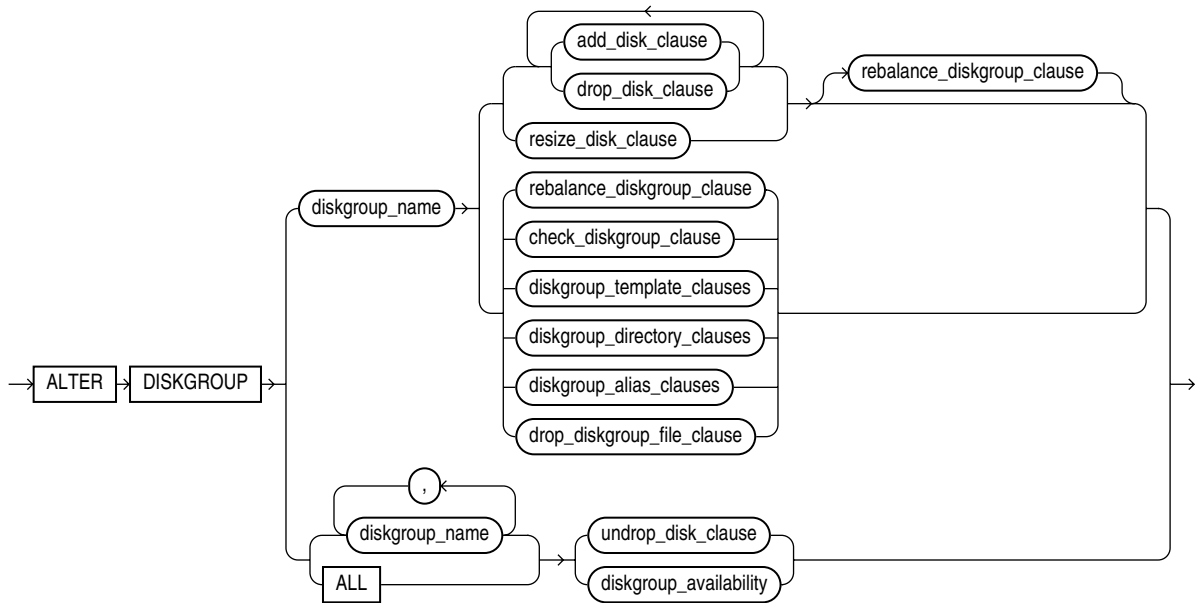 add_disk_clause
drop_disk_clause
rebalance_diskgroup_clause
resize_disk_clause
diskgroup_name
rebalance_diskgroup_clause
check_diskgroup_clause
diskgroup_template_clauses
diskgroup_directory_clauses
diskgroup_alias_clauses
drop_diskgroup_file_clause
ALTER DISKGROUP
,
diskgroup_name
ALL
undrop_disk_clause
diskgroup_availability